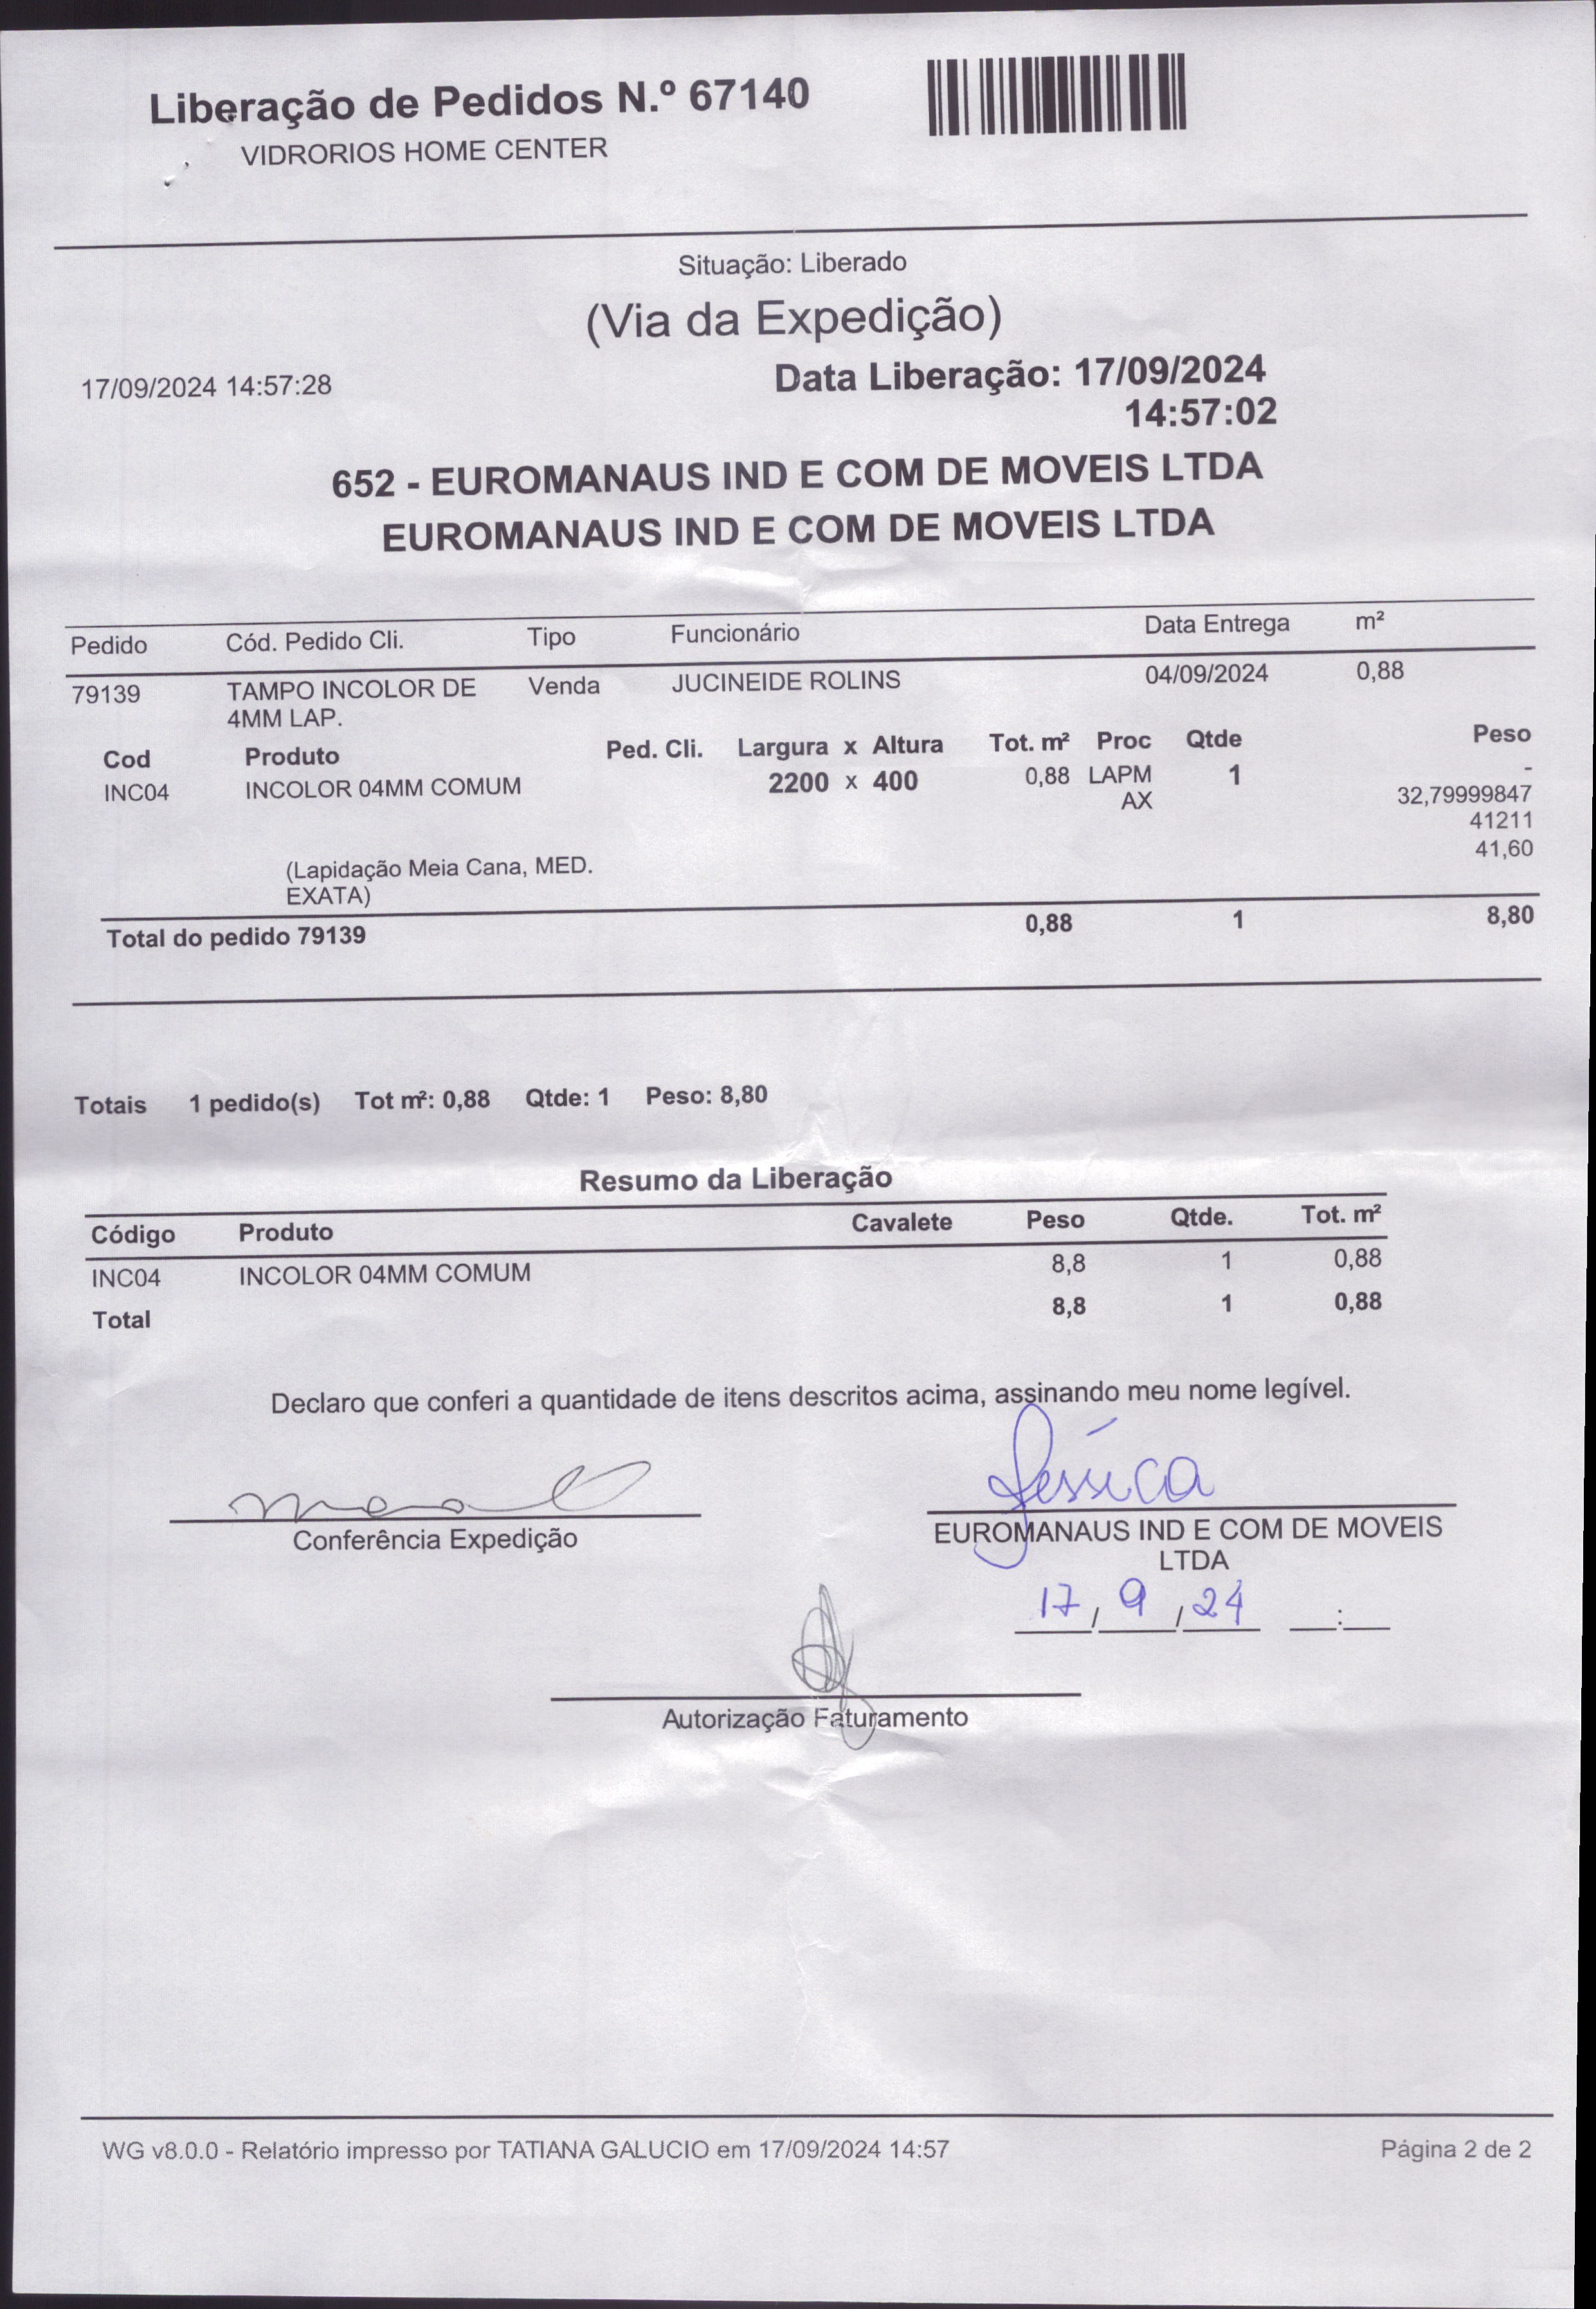 Liberação de Pedidos N.º 67140
VIDRORIOS HOME CENTER
Situação: Liberado
(Via da Expedição)
17/09/2024 14:57:28
Data Liberação: 17/09/2024
14:57:02
652 - EUROMANAUS IND E COM DE MOVEIS LTDA
EUROMANAUS IND E COM DE MOVEIS LTDA
Pedido Cód. Pedido Cli. Tipo Funcionário Data Entrega m²
79139 TAMPO INCOLOR DE Venda JUCINEIDE ROLINS 04/09/2024 0,88
4MM LAP.
Cod Produto Ped. Cli. Largura x Altura Tot. m² Proc Qtde Peso
INC04 INCOLOR 04MM COMUM 2200 x 400 0,88 LAPM 1 -
AX 32,79999847
41211
41,60
(Lapidação Meia Cana, MED.
EXATA)
Total do pedido 79139 0,88 1 8,80
Totais 1 pedido(s) Tot m²: 0,88 Qtde: 1 Peso: 8,80
Resumo da Liberação
Código Produto Cavalete Peso Qtde. Tot. m²
INC04 INCOLOR 04MM COMUM 8,8 1 0,88
Total 8,8 1 0,88
Declaro que conferi a quantidade de itens descritos acima, assinando meu nome legível.
Jéssica
Conferência Expedição
EUROMANAUS IND E COM DE MOVEIS
LTDA
17/9/24 __:__
Autorização Faturamento
WG v8.0.0 - Relatório impresso por TATIANA GALUCIO em 17/09/2024 14:57 Página 2 de 2